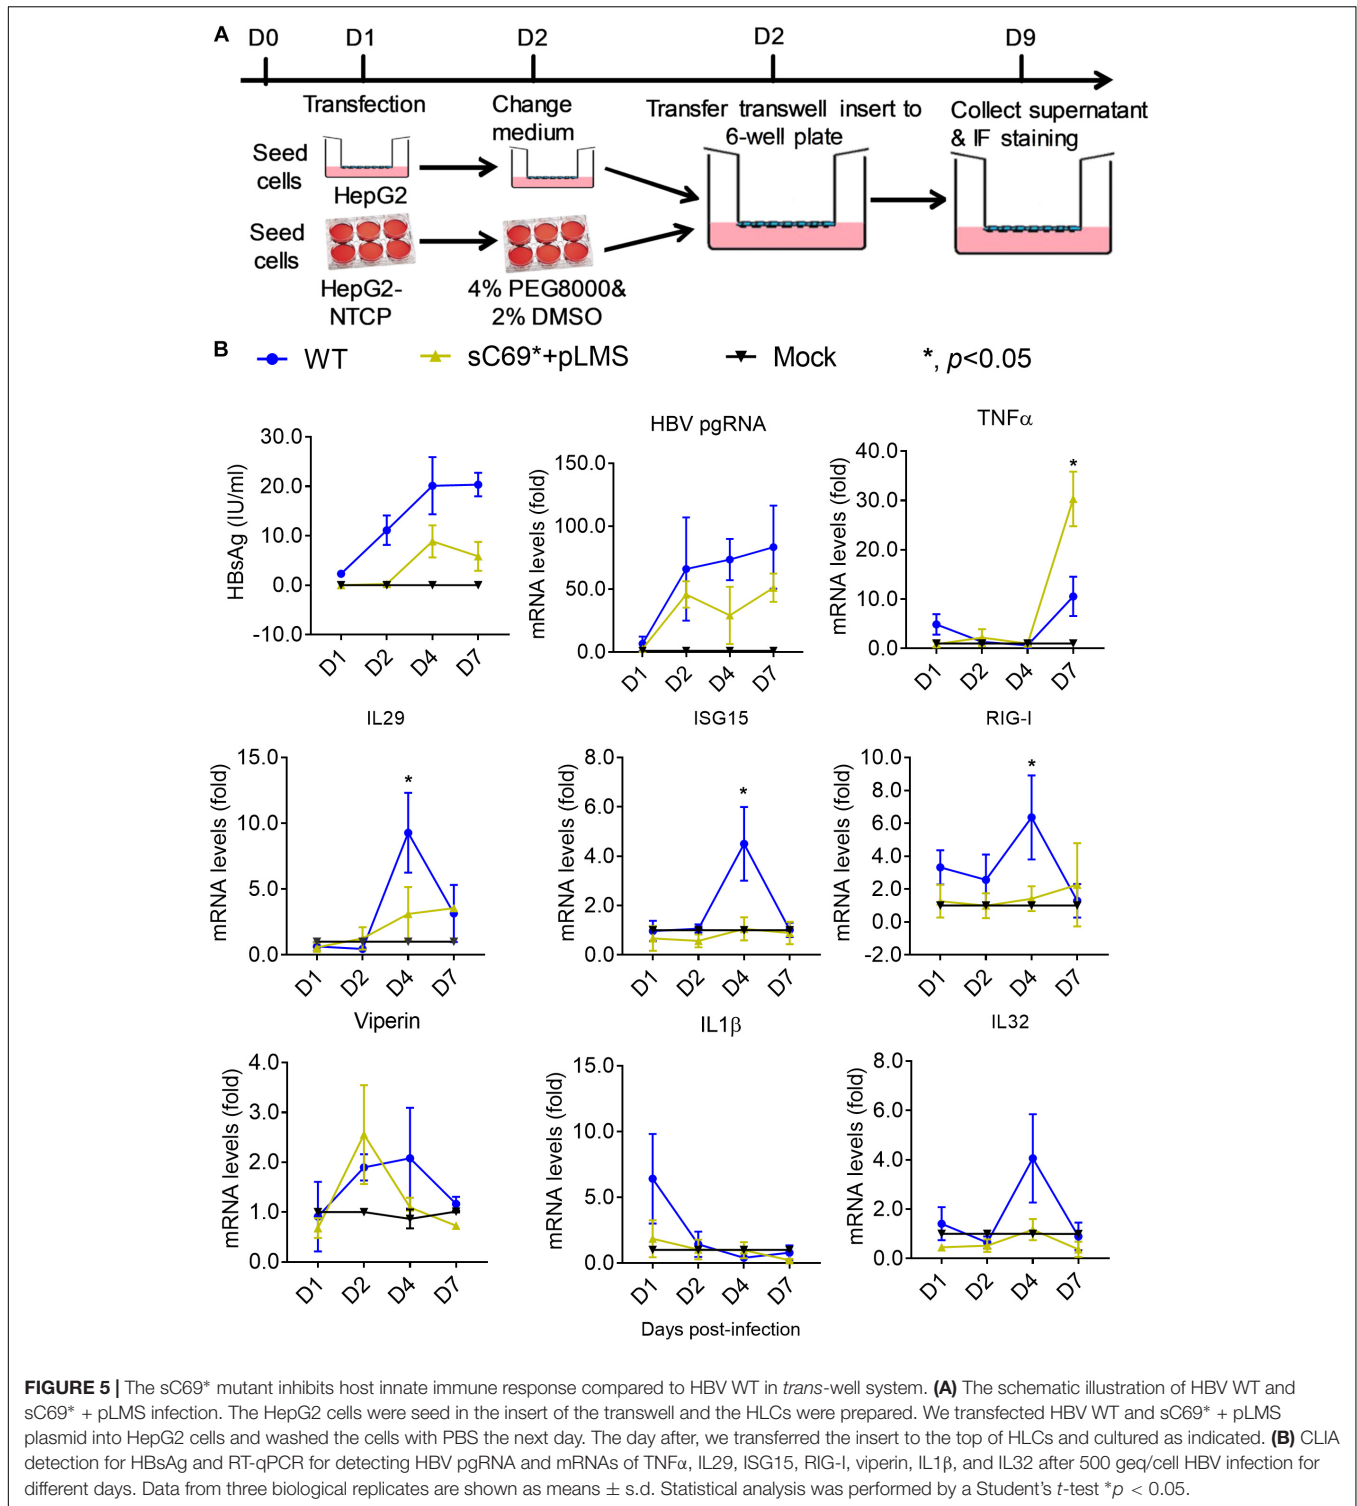 A
D0 D1 D2 D2 D9
Transfection
Change
medium
Transfer transwell insert to
6-well plate
Collect supernatant
& IF staining
Seed
cells
HepG2
Seed
cells
HepG2-
NTCP
4% PEG8000&
2% DMSO
B
WT sC69*+pLMS Mock *, p<0.05
HBsAg (IU/ml)
30.0
20.0
10.0
0.0
-10.0
D1 D2 D4 D7
HBV pgRNA
mRNA levels (fold)
150.0
100.0
50.0
0.0
D1 D2 D4 D7
TNFα
mRNA levels (fold)
40.0
30.0
20.0
10.0
0.0
*
D1 D2 D4 D7
IL29
mRNA levels (fold)
15.0
10.0
5.0
0.0
*
D1 D2 D4 D7
ISG15
mRNA levels (fold)
8.0
6.0
4.0
2.0
0.0
*
D1 D2 D4 D7
RIG-I
mRNA levels (fold)
10.0
8.0
6.0
4.0
2.0
0.0
-2.0
*
D1 D2 D4 D7
Viperin
mRNA levels (fold)
4.0
3.0
2.0
1.0
0.0
D1 D2 D4 D7
IL1β
mRNA levels (fold)
15.0
10.0
5.0
0.0
D1 D2 D4 D7
IL32
mRNA levels (fold)
8.0
6.0
4.0
2.0
0.0
D1 D2 D4 D7
Days post-infection
FIGURE 5 | The sC69* mutant inhibits host innate immune response compared to HBV WT in trans-well system. (A) The schematic illustration of HBV WT and
sC69* + pLMS infection. The HepG2 cells were seed in the insert of the transwell and the HLCs were prepared. We transfected HBV WT and sC69* + pLMS
plasmid into HepG2 cells and washed the cells with PBS the next day. The day after, we transferred the insert to the top of HLCs and cultured as indicated. (B) CLIA
detection for HBsAg and RT-qPCR for detecting HBV pgRNA and mRNAs of TNFα, IL29, ISG15, RIG-I, viperin, IL1β, and IL32 after 500 geq/cell HBV infection for
different days. Data from three biological replicates are shown as means ± s.d. Statistical analysis was performed by a Student's t-test *p < 0.05.